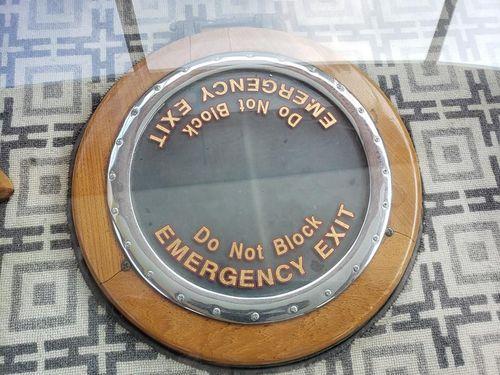 EMERGENCY EXIT
Do Not Block
Do Not Block
EMERGENCY EXIT